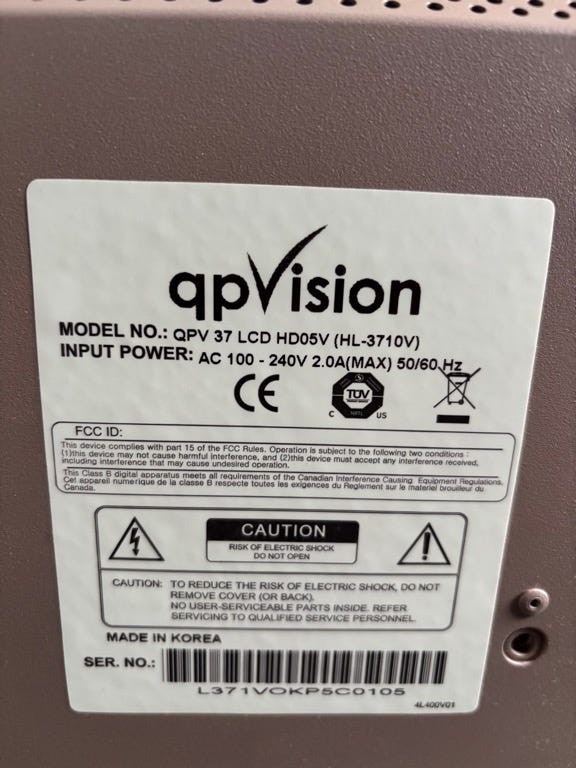 qpVision
MODEL NO.: QPV 37 LCD HD05V (HL-3710V)
INPUT POWER: AC 100 - 240V 2.0A(MAX) 50/60 Hz
CE
TÜV
NRTL
C US
FCC ID:
This device complies with part 15 of the FCC Rules. Operation is subject to the following two conditions :
(1)this device may not cause harmful interference, and (2)this device must accept any interference received,
including interference that may cause undesired operation.
This Class B digital apparatus meets all requirements of the Canadian Interference Causing Equipment Regulations.
Cet appareil numerique de la classe B respecte toutes les exigences du Reglement sur le matériel brouilleur du
Canada.
CAUTION
RISK OF ELECTRIC SHOCK
DO NOT OPEN
CAUTION: TO REDUCE THE RISK OF ELECTRIC SHOCK, DO NOT
REMOVE COVER (OR BACK).
NO USER-SERVICEABLE PARTS INSIDE. REFER
SERVICING TO QUALIFIED SERVICE PERSONNEL.
MADE IN KOREA
SER. NO.:
L371VOKP5C0105
4L400V01